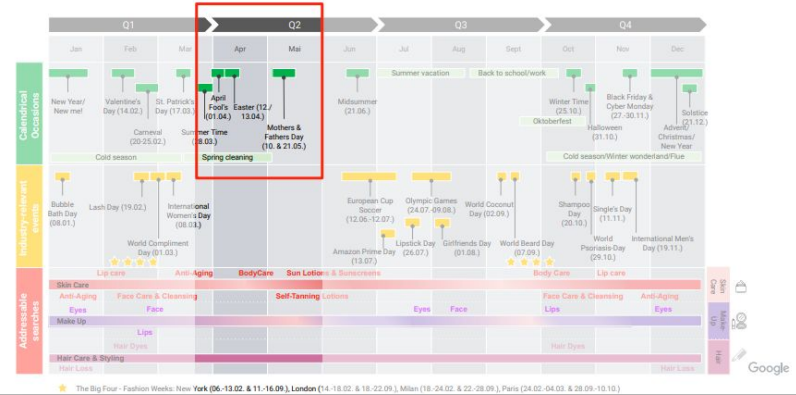 Q1
Q2
Q3
Q4
Jan
Feb
Mar
Apr
Mai
Jun
Jul
Aug
Sept
Oct
Nov
Dec
Calendrical
Occasions
New Year/
New me!
Valentine's
Day (14.02.)
Carneval
(20-25.02)
St. Patrick's
Day (17.03.)
Summer Time
(28.03.)
April
Fool's
(01.04.)
Easter (12./
13.04.)
Mothers &
Fathers Day
(10. & 21.05.)
Midsummer
(21.06.)
Summer vacation
Back to school/work
Oktoberfest
Winter Time
(25.10.)
Halloween
(31.10.)
Black Friday &
Cyber Monday
(27.-30.11.)
Solstice
(21.12.)
Advent/
Christmas/
New Year
Cold season
Spring cleaning
Cold season/Winter wonderland/Flue
Industry-relevant
events
Bubble
Bath Day
(08.01.)
Lash Day (19.02.)
World Compliment
Day (01.03.)
International
Women's Day
(08.03.)
European Cup
Soccer
(12.06.-12.07.)
Amazon Prime Day
(13.07.)
Olympic Games
(24.07.-09.08.)
Lipstick Day
(26.07.)
Girlfriends Day
(01.08.)
World Coconut
Day (02.09.)
World Beard Day
(07.09.)
Shampoo
Day
(20.10.)
World
Psoriasis-Day
(29.10.)
Single's Day
(11.11.)
International Men's
Day (19.11.)
Addressable
searches
Lip care
Anti-Aging
BodyCare
Sun Lotions & Sunscreens
Body Care
Lip care
Skin Care
Anti-Aging
Face Care & Cleansing
Self-Tanning Lotions
Face Care & Cleansing
Anti-Aging
Eyes
Face
Eyes
Face
Lips
Eyes
Make Up
Lips
Hair Dyes
Hair Dyes
Hair Care & Styling
Hair Loss
Hair Loss
Skin
Care
Make-
Up
Hair
Google
The Big Four - Fashion Weeks: New York (06.-13.02. & 11.-16.09.), London (14.-18.02. & 18.-22.09.), Milan (18.-24.02. & 22.-28.09.), Paris (24.02.-04.03. & 28.09.-10.10.)